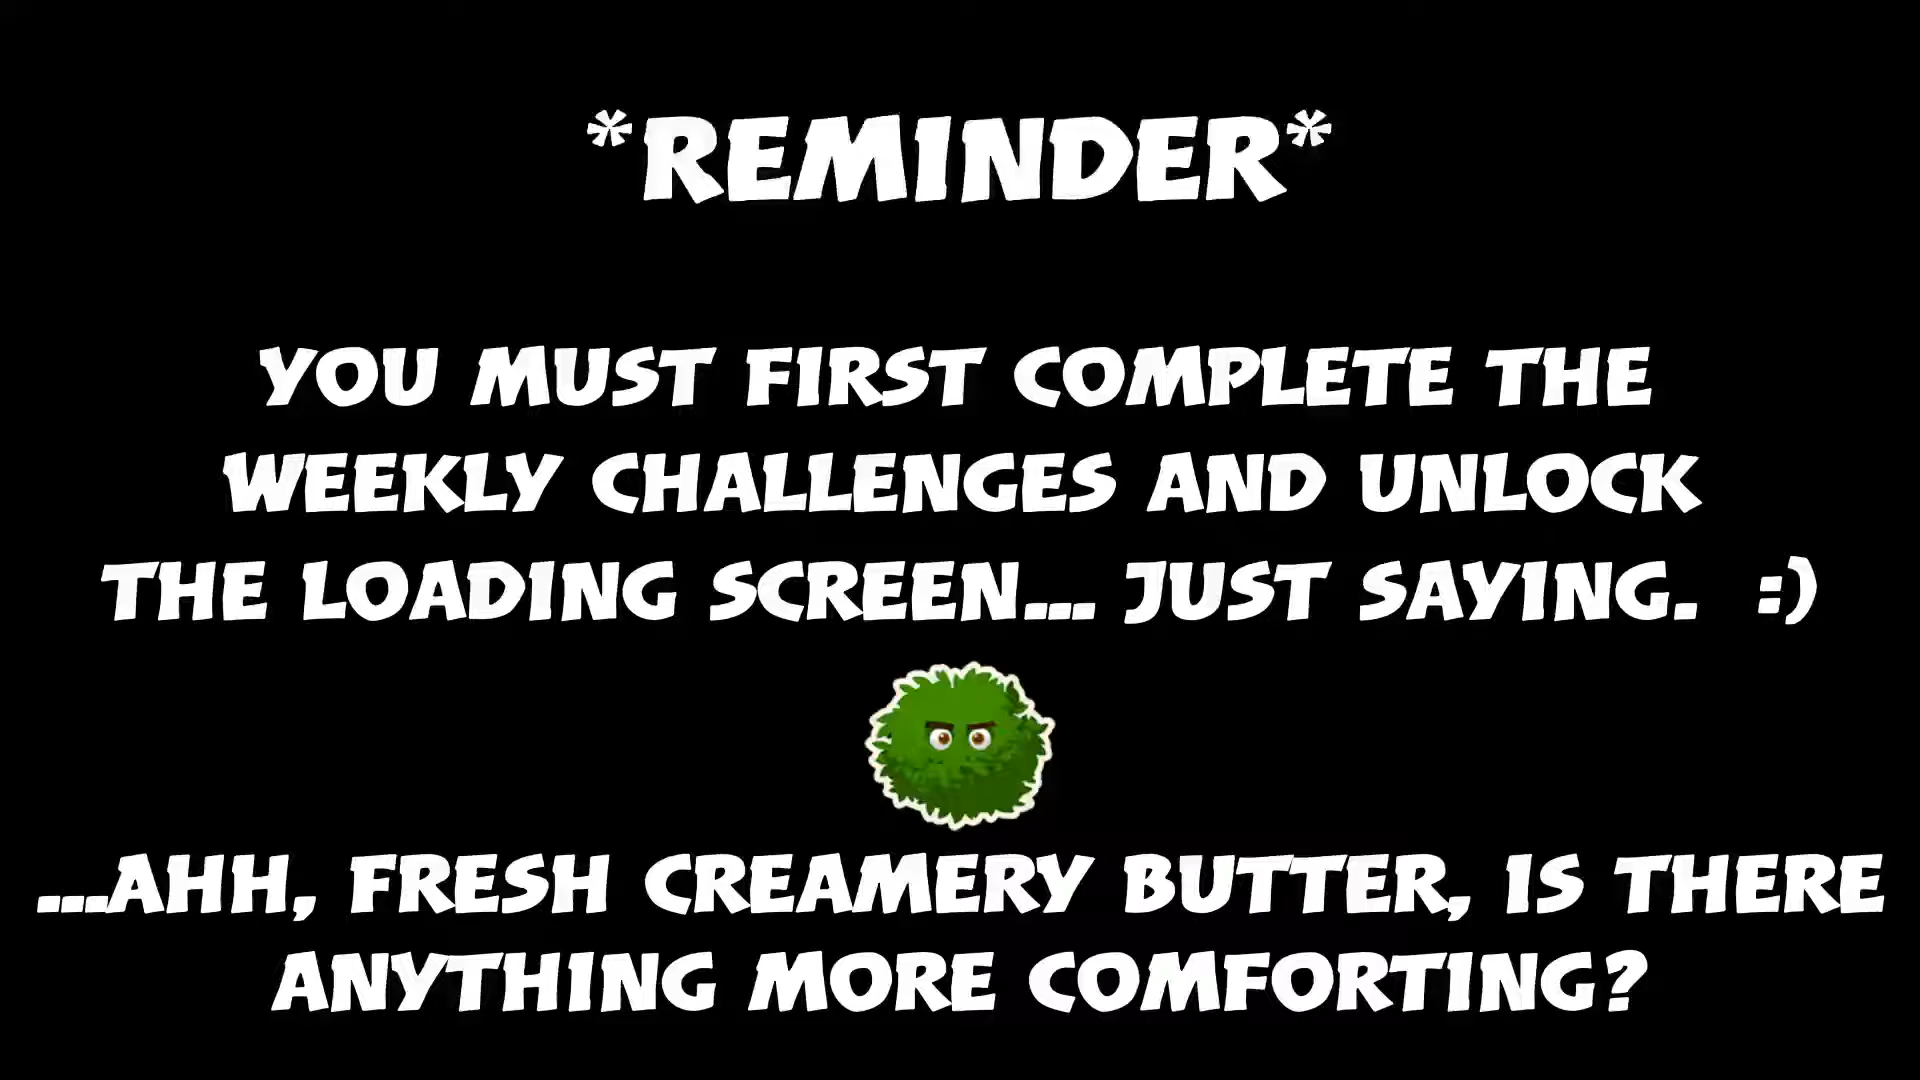 *REMINDER*
YOU MUST FIRST COMPLETE THE
WEEKLY CHALLENGES AND UNLOCK
THE LOADING SCREEN... JUST SAYING. :)
...AHH, FRESH CREAMERY BUTTER, IS THERE
ANYTHING MORE COMFORTING?